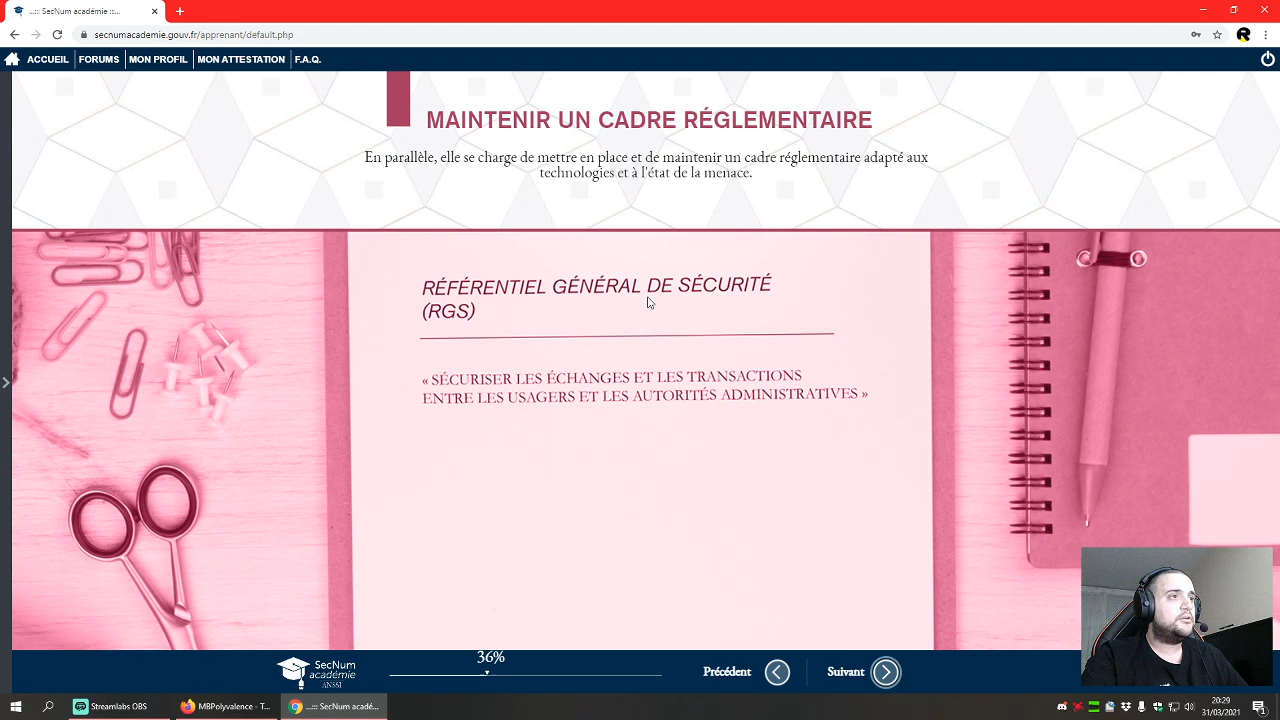 ..:: SecNum académie ::...
secnumacademie.gouv.fr/apprenant/default.php
ACCUEIL FORUMS MON PROFIL MON ATTESTATION F.A.Q.
MAINTENIR UN CADRE RÉGLEMENTAIRE
En parallèle, elle se charge de mettre en place et de maintenir un cadre réglementaire adapté aux
technologies et à l'état de la menace.
RÉFÉRENTIEL GÉNÉRAL DE SÉCURITÉ
(RGS)
« SÉCURISER LES ÉCHANGES ET LES TRANSACTIONS
ENTRE LES USAGERS ET LES AUTORITÉS ADMINISTRATIVES »
SecNum
académie
ANSSI
36%
Précédent
Suivant
Streamlabs OBS
MBPolyvalence - T...
..:: SecNum acadé...
20:29
31/03/2021